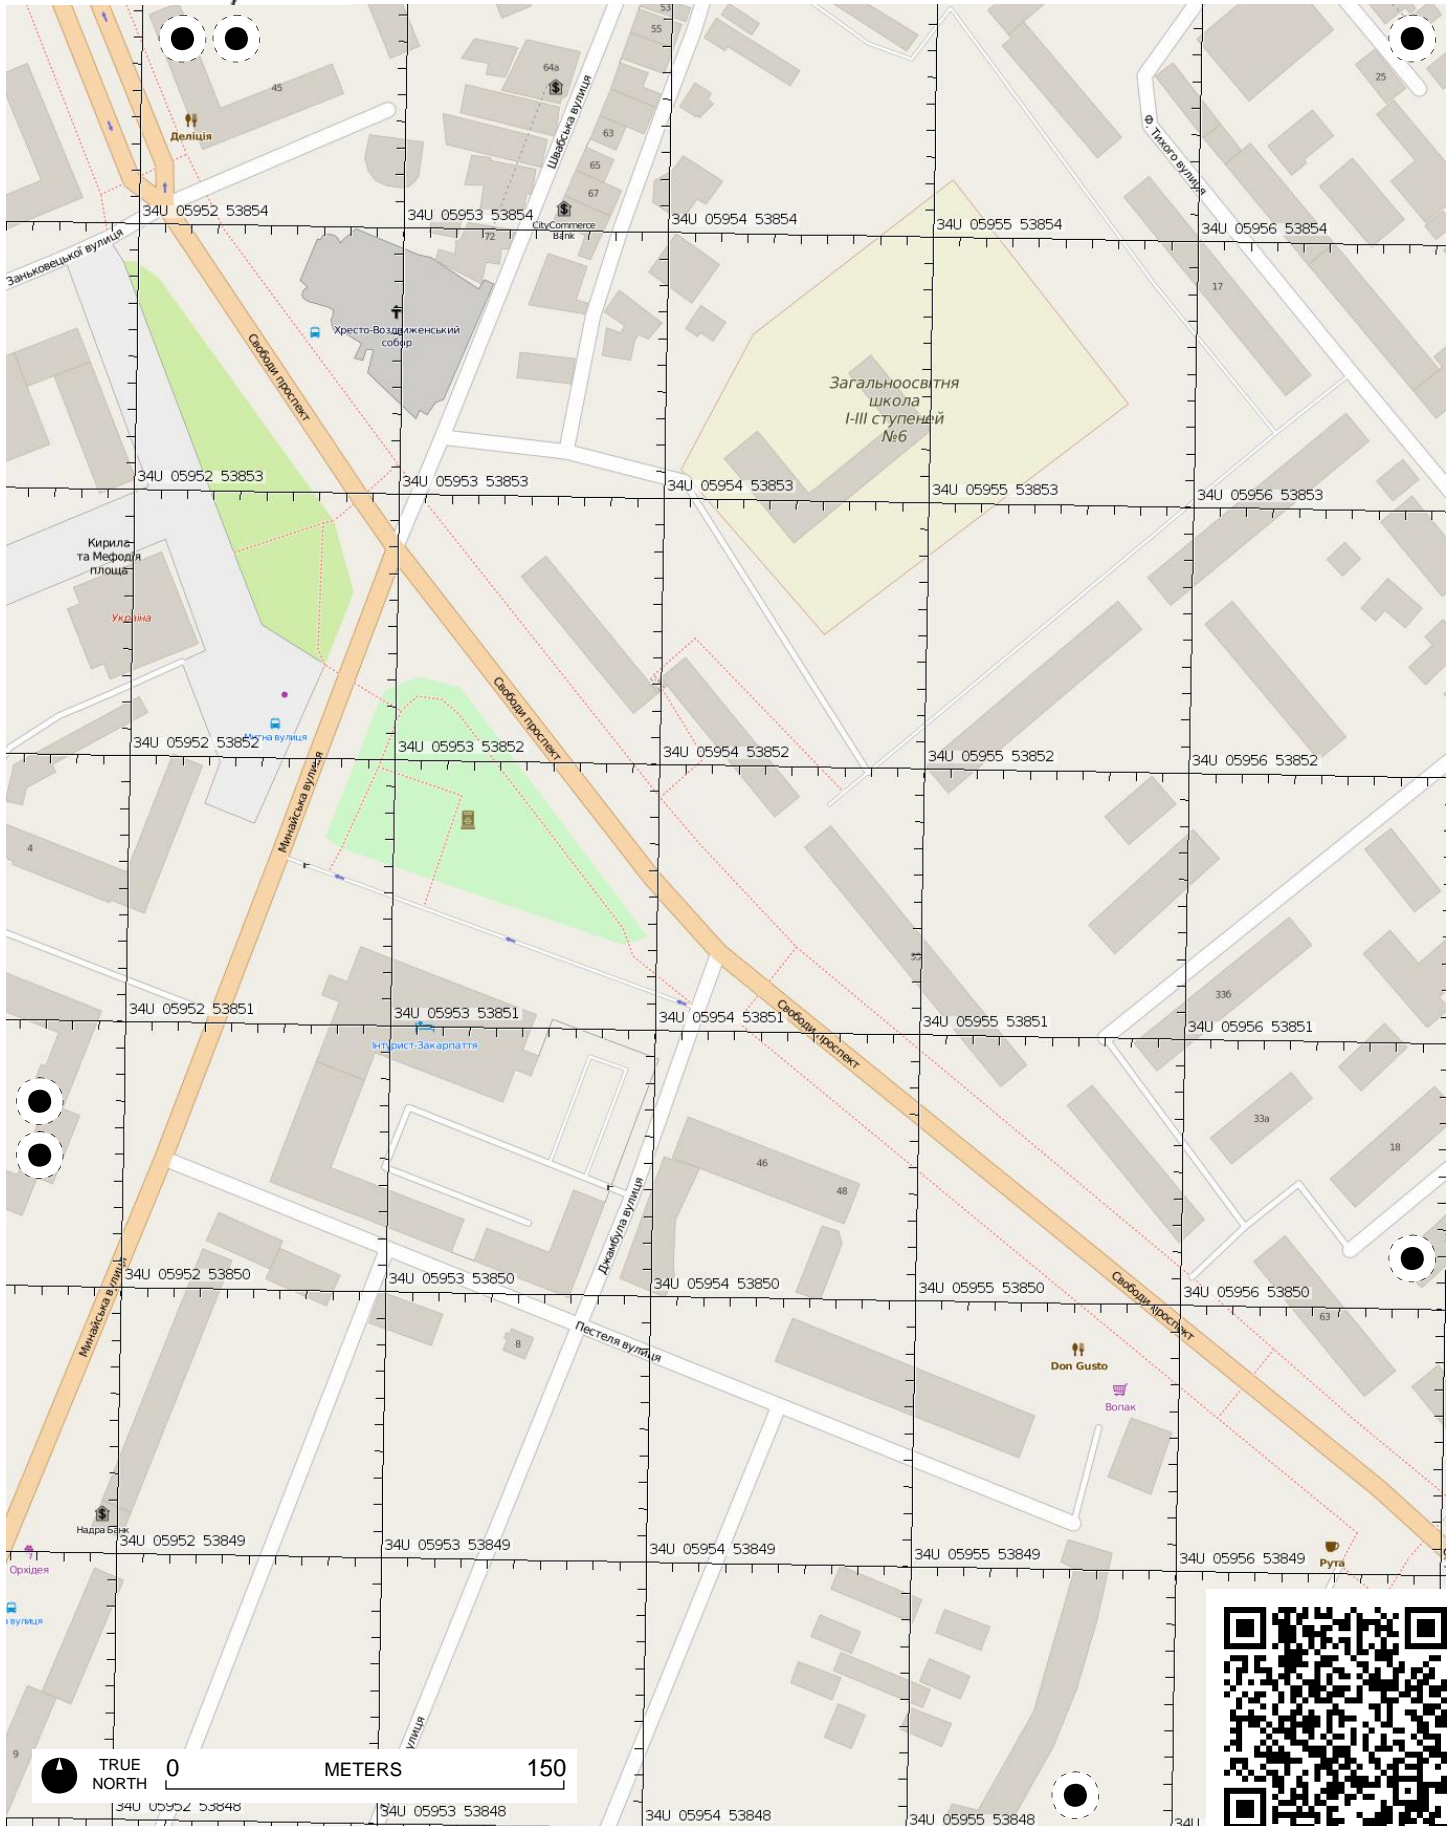 45
Деліція
64a
53
55
63
65
67
72
CityCommerce
Bank
Швабська вулиця
25
Ф. Тихого вулиця
34U 05952 53854
34U 05953 53854
34U 05954 53854
34U 05955 53854
34U 05956 53854
Заньковецької вулиця
17
Хресто-Воздвиженський
собор
Свободи проспект
Загальноосвітня
школа
І-ІІІ ступеней
№6
34U 05952 53853
34U 05953 53853
34U 05954 53853
34U 05955 53853
34U 05956 53853
Кирила
та Мефодія
площа
Україна
Свободи проспект
Митна вулиця
34U 05952 53852
34U 05953 53852
34U 05954 53852
34U 05955 53852
34U 05956 53852
Минайська вулиця
4
33б
34U 05952 53851
34U 05953 53851
34U 05954 53851
34U 05955 53851
34U 05956 53851
Інтурист-Закарпаття
Свободи проспект
33а
18
46
48
Джамбула вулиця
34U 05952 53850
34U 05953 53850
34U 05954 53850
34U 05955 53850
34U 05956 53850
Минайська вулиця
Свободи проспект
63
8
Пестеля вулиця
Don Gusto
Вопак
Надра Банк
34U 05952 53849
34U 05953 53849
34U 05954 53849
34U 05955 53849
34U 05956 53849
Орхідея
Рута
вулиця
улиця
9
TRUE
NORTH
0
METERS
150
34U 05952 53848
34U 05953 53848
34U 05954 53848
34U 05955 53848
34U